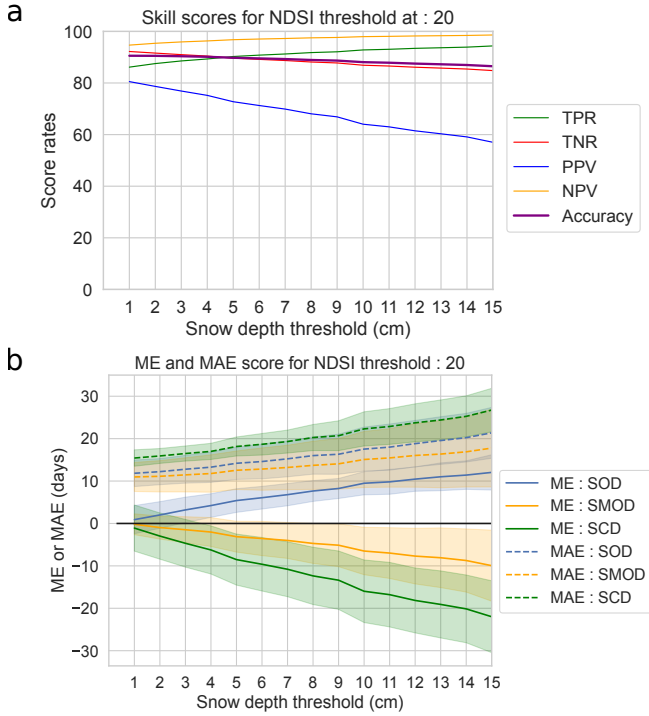 a
Skill scores for NDSI threshold at : 20
100
80
60
40
20
0
Score rates
1 2 3 4 5 6 7 8 9 10 11 12 13 14 15
Snow depth threshold (cm)
TPR
TNR
PPV
NPV
Accuracy
b
ME and MAE score for NDSI threshold : 20
30
20
10
0
−10
−20
−30
ME or MAE (days)
1 2 3 4 5 6 7 8 9 10 11 12 13 14 15
Snow depth threshold (cm)
ME : SOD
ME : SMOD
ME : SCD
MAE : SOD
MAE : SMOD
MAE : SCD